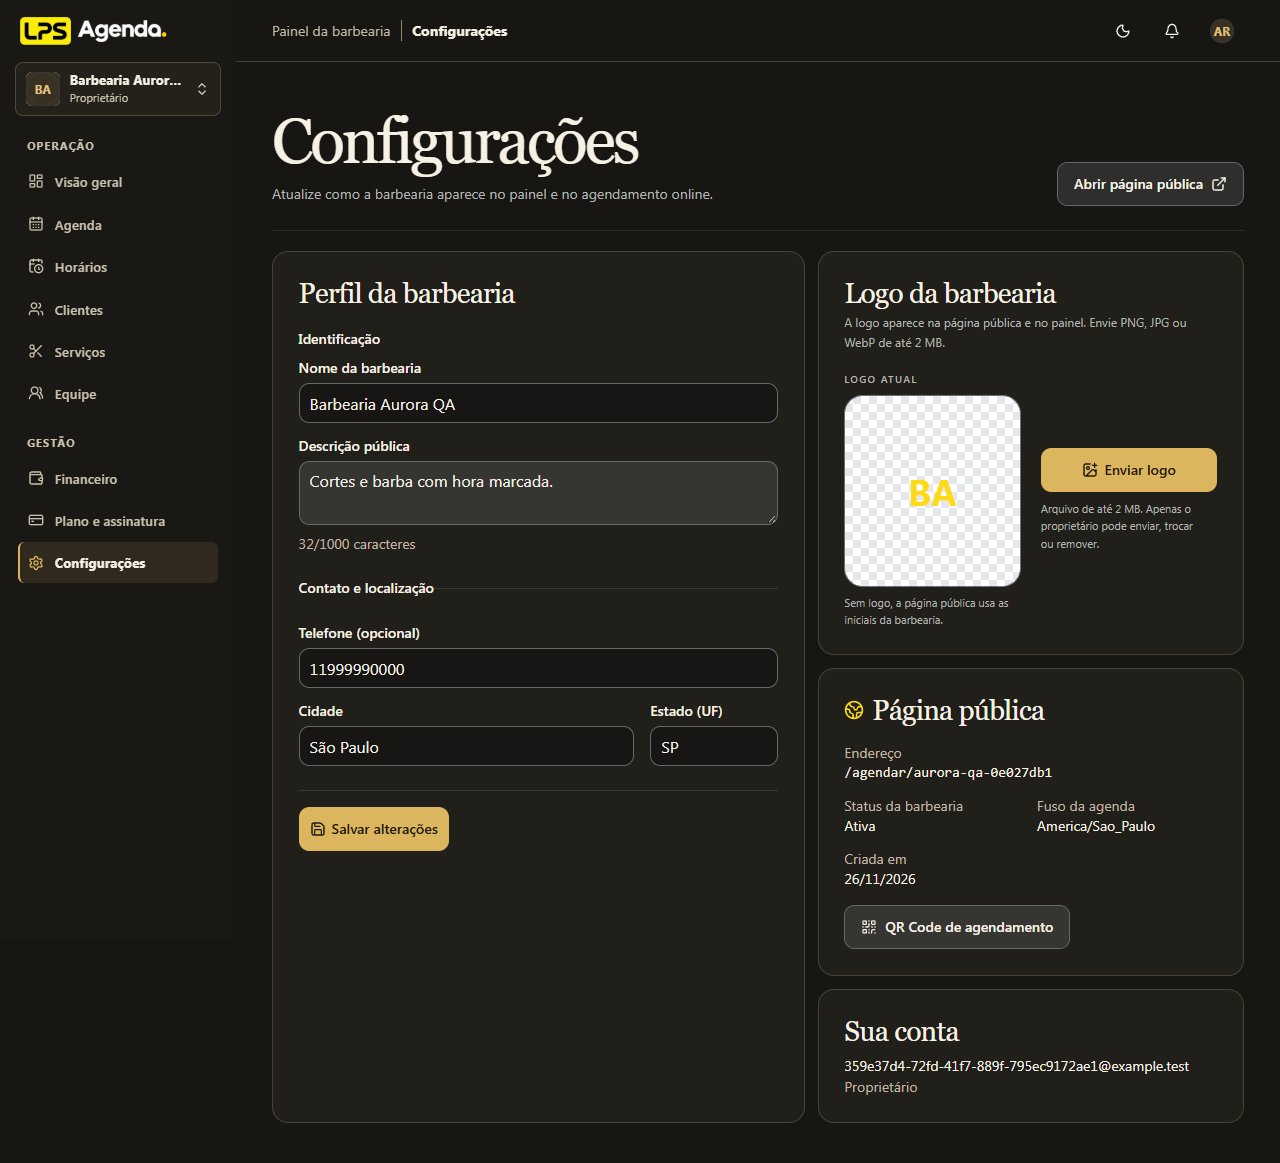 LPS Agenda.
BA
Barbearia Auror...
Proprietário
OPERAÇÃO
Visão geral
Agenda
Horários
Clientes
Serviços
Equipe
GESTÃO
Financeiro
Plano e assinatura
Configurações
Painel da barbearia
Configurações
AR
Configurações
Atualize como a barbearia aparece no painel e no agendamento online.
Abrir página pública
Perfil da barbearia
Identificação
Nome da barbearia
Barbearia Aurora QA
Descrição pública
Cortes e barba com hora marcada.
32/1000 caracteres
Contato e localização
Telefone (opcional)
11999990000
Cidade
Estado (UF)
São Paulo
SP
Salvar alterações
Logo da barbearia
A logo aparece na página pública e no painel. Envie PNG, JPG ou
WebP de até 2 MB.
LOGO ATUAL
BA
Enviar logo
Arquivo de até 2 MB. Apenas o
proprietário pode enviar, trocar
ou remover.
Sem logo, a página pública usa as
iniciais da barbearia.
Página pública
Endereço
/agendar/aurora-qa-0e027db1
Status da barbearia
Fuso da agenda
Ativa
America/Sao_Paulo
Criada em
26/11/2026
QR Code de agendamento
Sua conta
359e37d4-72fd-41f7-889f-795ec9172ae1@example.test
Proprietário